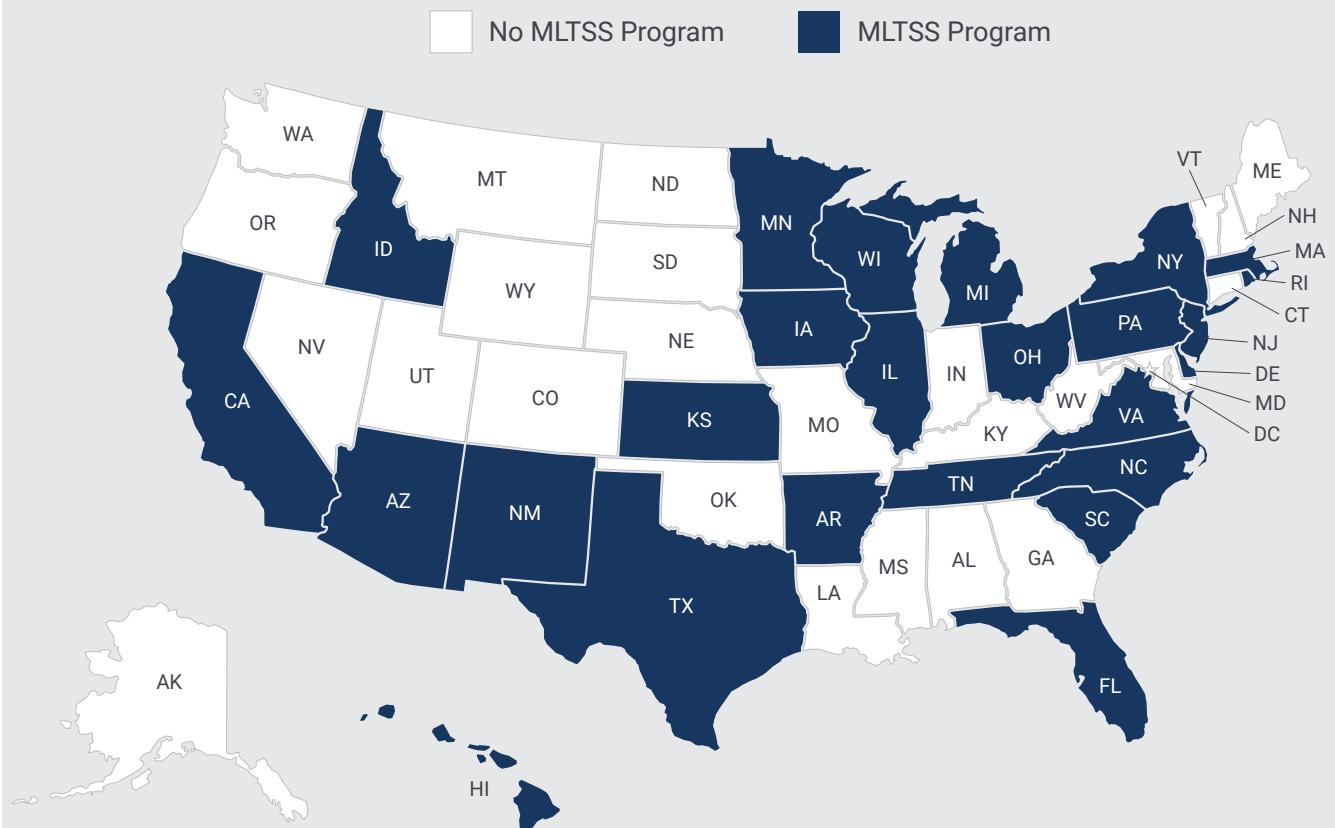 No MLTSS Program
MLTSS Program
WA
MT
ND
MN
VT
ME
OR
ID
SD
WI
NH
MA
NY
WY
MI
RI
CT
NV
NE
IA
PA
NJ
UT
CO
IL
IN
OH
DE
CA
KS
MO
WV
VA
MD
KY
DC
AZ
NM
OK
AR
TN
NC
SC
TX
LA
MS
AL
GA
AK
FL
HI